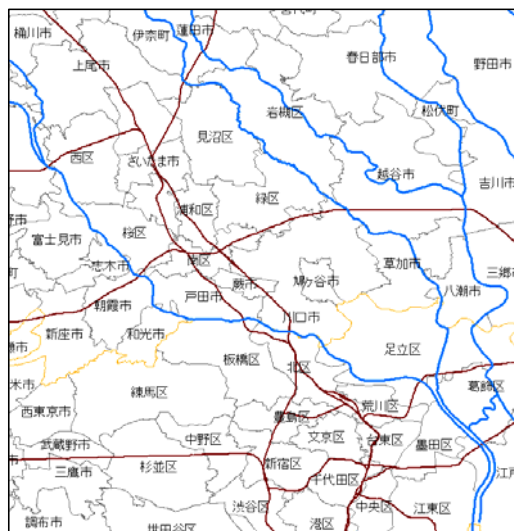 桶川市
伊奈町
蓮田市
上尾市
春日部市
野田市
松伏町
岩槻区
見沼区
西区
さいたま市
越谷市
吉川市
緑区
浦和区
桜区
富士見市
南区
志木市
草加市
三郷市
鳩ヶ谷市
蕨市
戸田市
八潮市
朝霞市
川口市
新座市
和光市
足立区
板橋区
北区
葛飾区
練馬区
西東京市
荒川区
豊島区
文京区
台東区
墨田区
武蔵野市
中野区
杉並区
新宿区
三鷹市
千代田区
江戸
渋谷区
中央区
江東区
調布市
世田谷区
港区